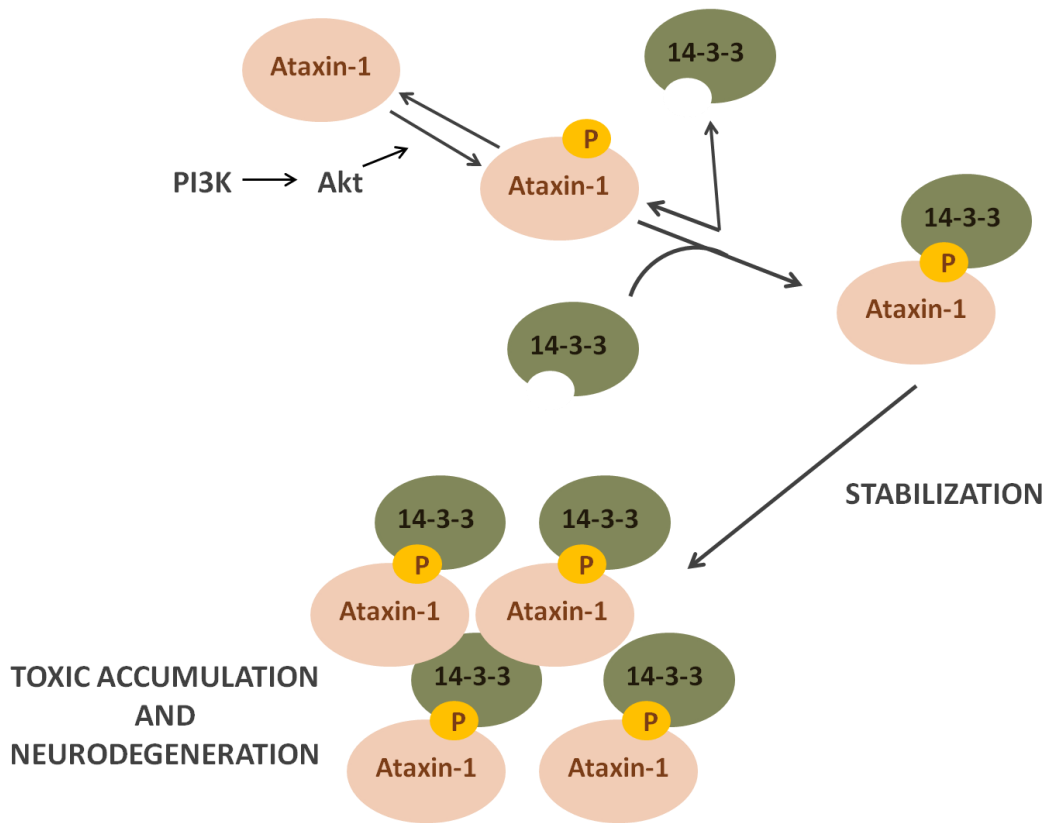 Ataxin-1
14-3-3
P
Ataxin-1
PI3K
Akt
14-3-3
P
Ataxin-1
14-3-3
STABILIZATION
14-3-3
P
Ataxin-1
14-3-3
P
Ataxin-1
14-3-3
P
Ataxin-1
14-3-3
P
Ataxin-1
TOXIC ACCUMULATION
AND
NEURODEGENERATION